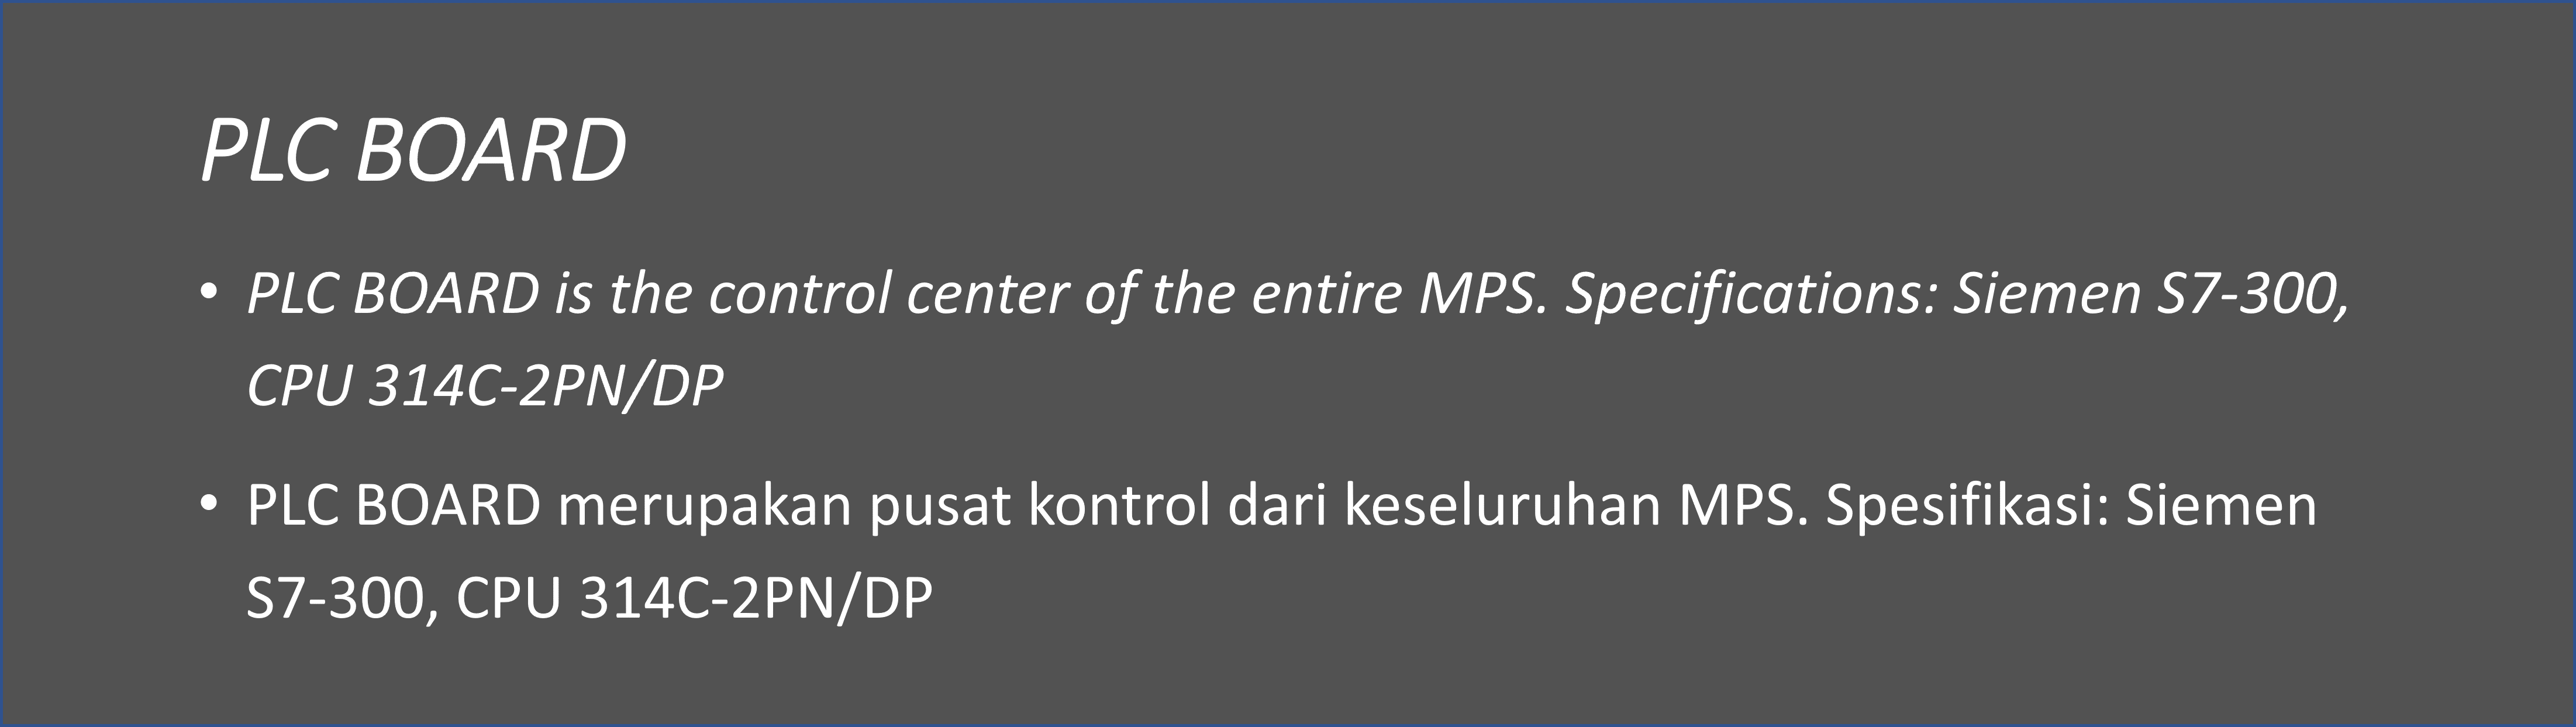 PLC BOARD
• PLC BOARD is the control center of the entire MPS. Specifications: Siemen S7-300,
CPU 314C-2PN/DP
• PLC BOARD merupakan pusat kontrol dari keseluruhan MPS. Spesifikasi: Siemen
S7-300, CPU 314C-2PN/DP